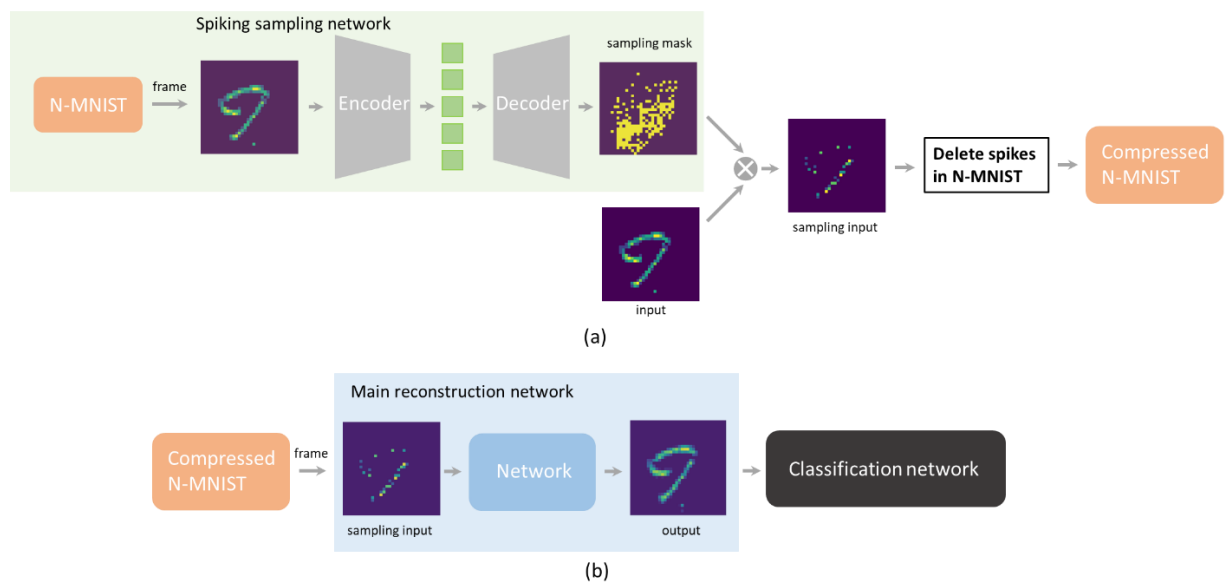 Spiking sampling network
N-MNIST
frame
Encoder
Decoder
sampling mask
input
sampling input
Delete spikes
in N-MNIST
Compressed
N-MNIST
(a)
Main reconstruction network
Compressed
N-MNIST
frame
sampling input
Network
output
Classification network
(b)